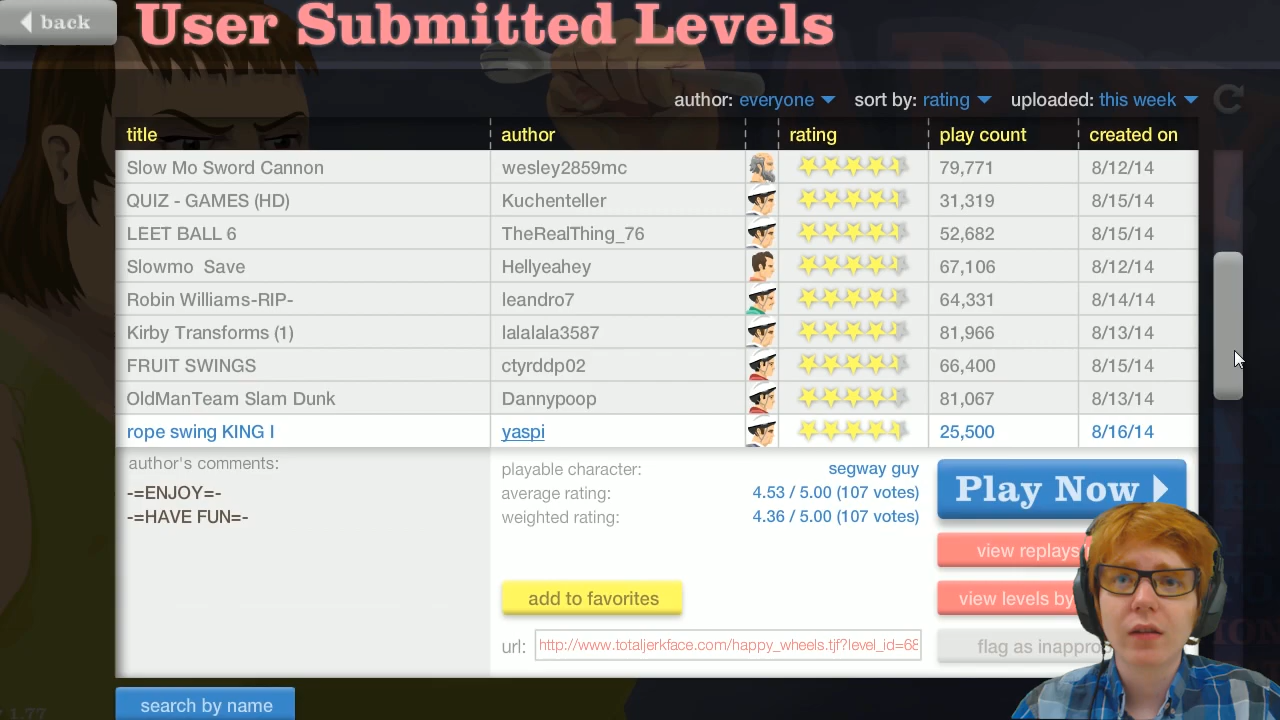 back
User Submitted Levels
author: everyone sort by: rating uploaded: this week
title author rating play count created on
Slow Mo Sword Cannon wesley2859mc 79,771 8/12/14
QUIZ - GAMES (HD) Kuchenteller 31,319 8/15/14
LEET BALL 6 TheRealThing_76 52,682 8/15/14
Slowmo Save Hellyeahey 67,106 8/12/14
Robin Williams-RIP- leandro7 64,331 8/14/14
Kirby Transforms (1) lalalala3587 81,966 8/13/14
FRUIT SWINGS ctyrddp02 66,400 8/15/14
OldManTeam Slam Dunk Dannypoop 81,067 8/13/14
rope swing KING I yaspi 25,500 8/16/14
author's comments:
-=ENJOY=-
-=HAVE FUN=-
playable character: segway guy
average rating: 4.53 / 5.00 (107 votes)
weighted rating: 4.36 / 5.00 (107 votes)
add to favorites
url: http://www.totaljerkface.com/happy_wheels.tjf?level_id=68
Play Now
view replays
view levels by
flag as inappro
search by name
1.77